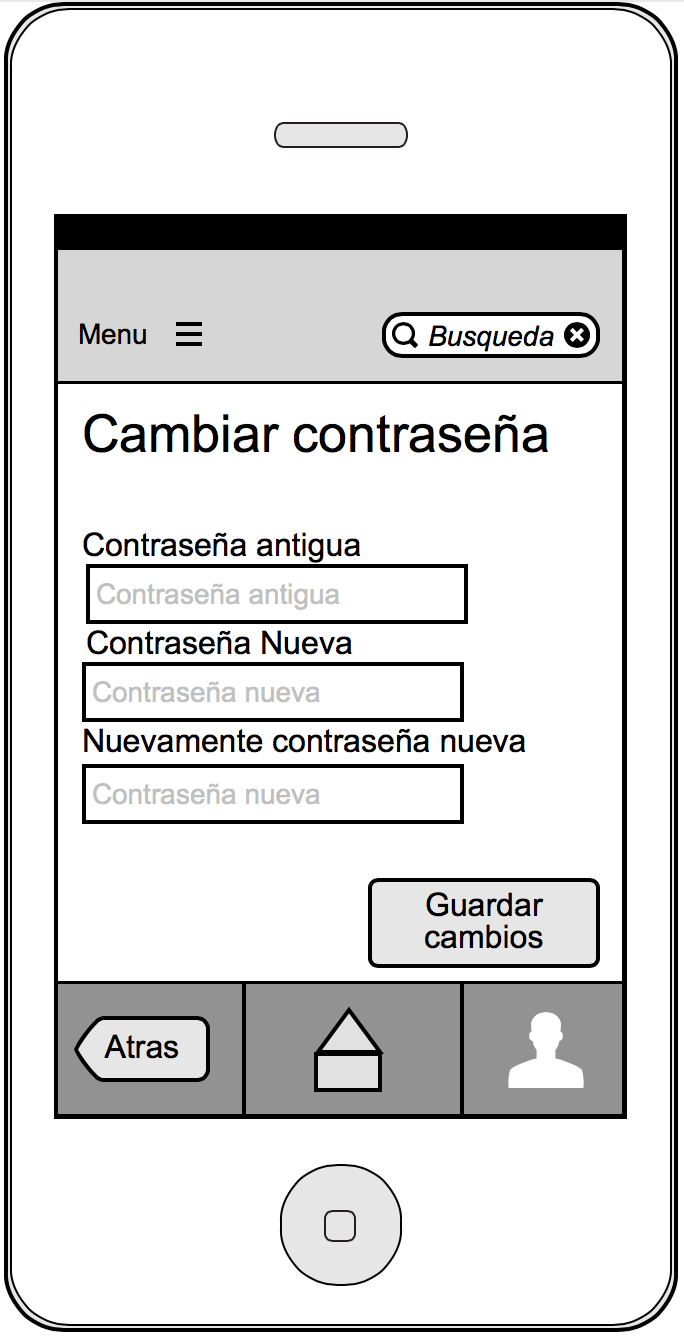 Menu
Busqueda
Cambiar contraseña
Contraseña antigua
Contraseña antigua
Contraseña Nueva
Contraseña nueva
Nuevamente contraseña nueva
Contraseña nueva
Guardar
cambios
Atras